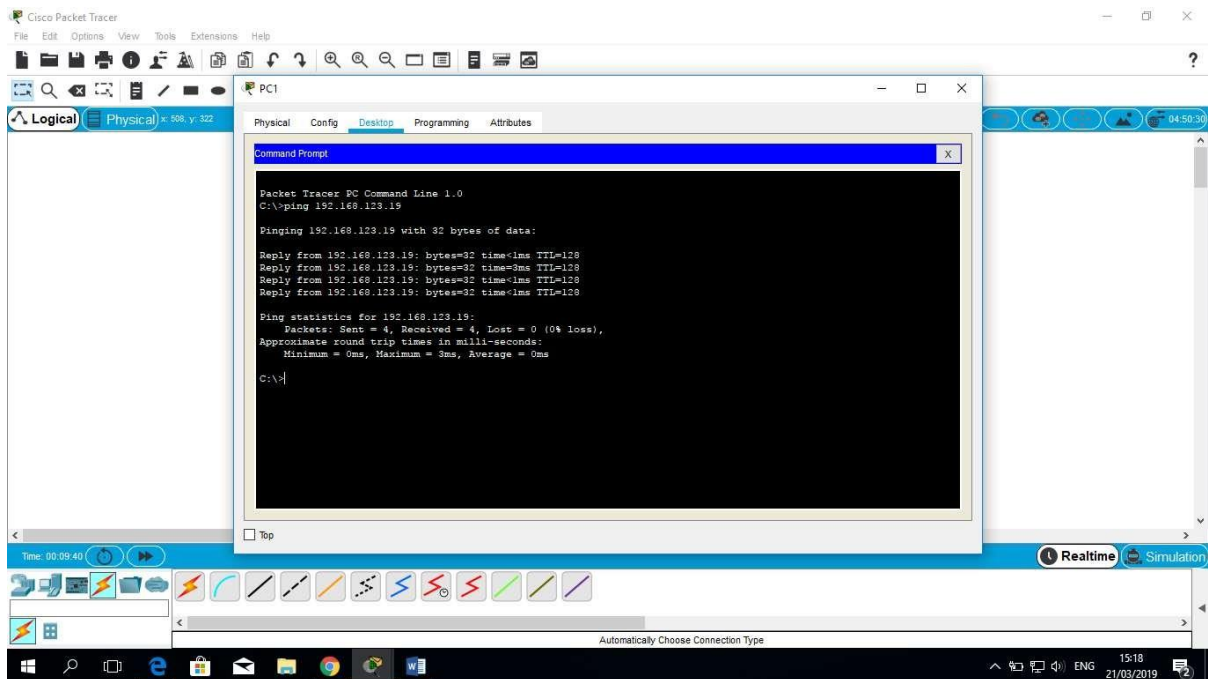 Cisco Packet Tracer
File Edit Options View Tools Extensions Help
?
PC1
Logical Physical x: 508, y: 322
04:50:30
Physical Config Desktop Programming Attributes
Command Prompt
X
Packet Tracer PC Command Line 1.0
C:\>ping 192.168.123.19
Pinging 192.168.123.19 with 32 bytes of data:
Reply from 192.168.123.19: bytes=32 time<1ms TTL=128
Reply from 192.168.123.19: bytes=32 time=3ms TTL=128
Reply from 192.168.123.19: bytes=32 time<1ms TTL=128
Reply from 192.168.123.19: bytes=32 time<1ms TTL=128
Ping statistics for 192.168.123.19:
Packets: Sent = 4, Received = 4, Lost = 0 (0% loss),
Approximate round trip times in milli-seconds:
Minimum = 0ms, Maximum = 3ms, Average = 0ms
C:\>
Top
Time: 00:09:40
Realtime Simulation
Automatically Choose Connection Type
ENG
15:18
21/03/2019
2